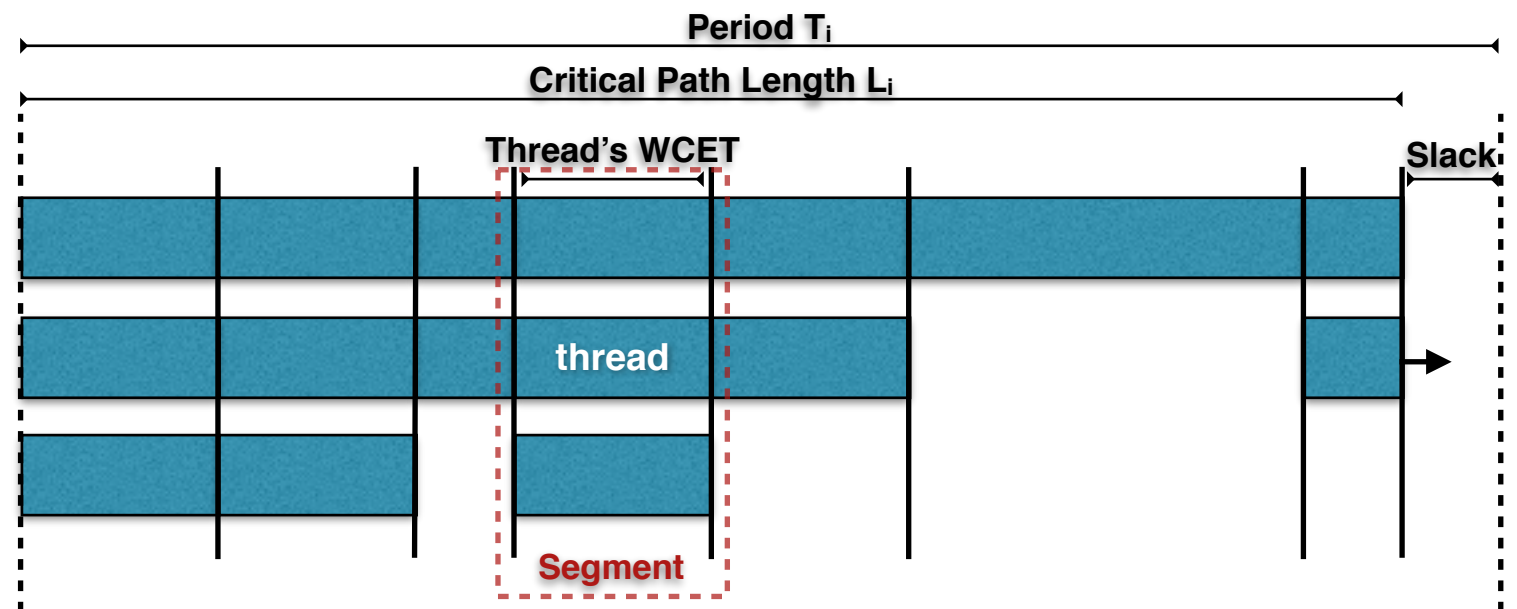 Period Ti
Critical Path Length Li
Thread's WCET
Slack
thread
Segment